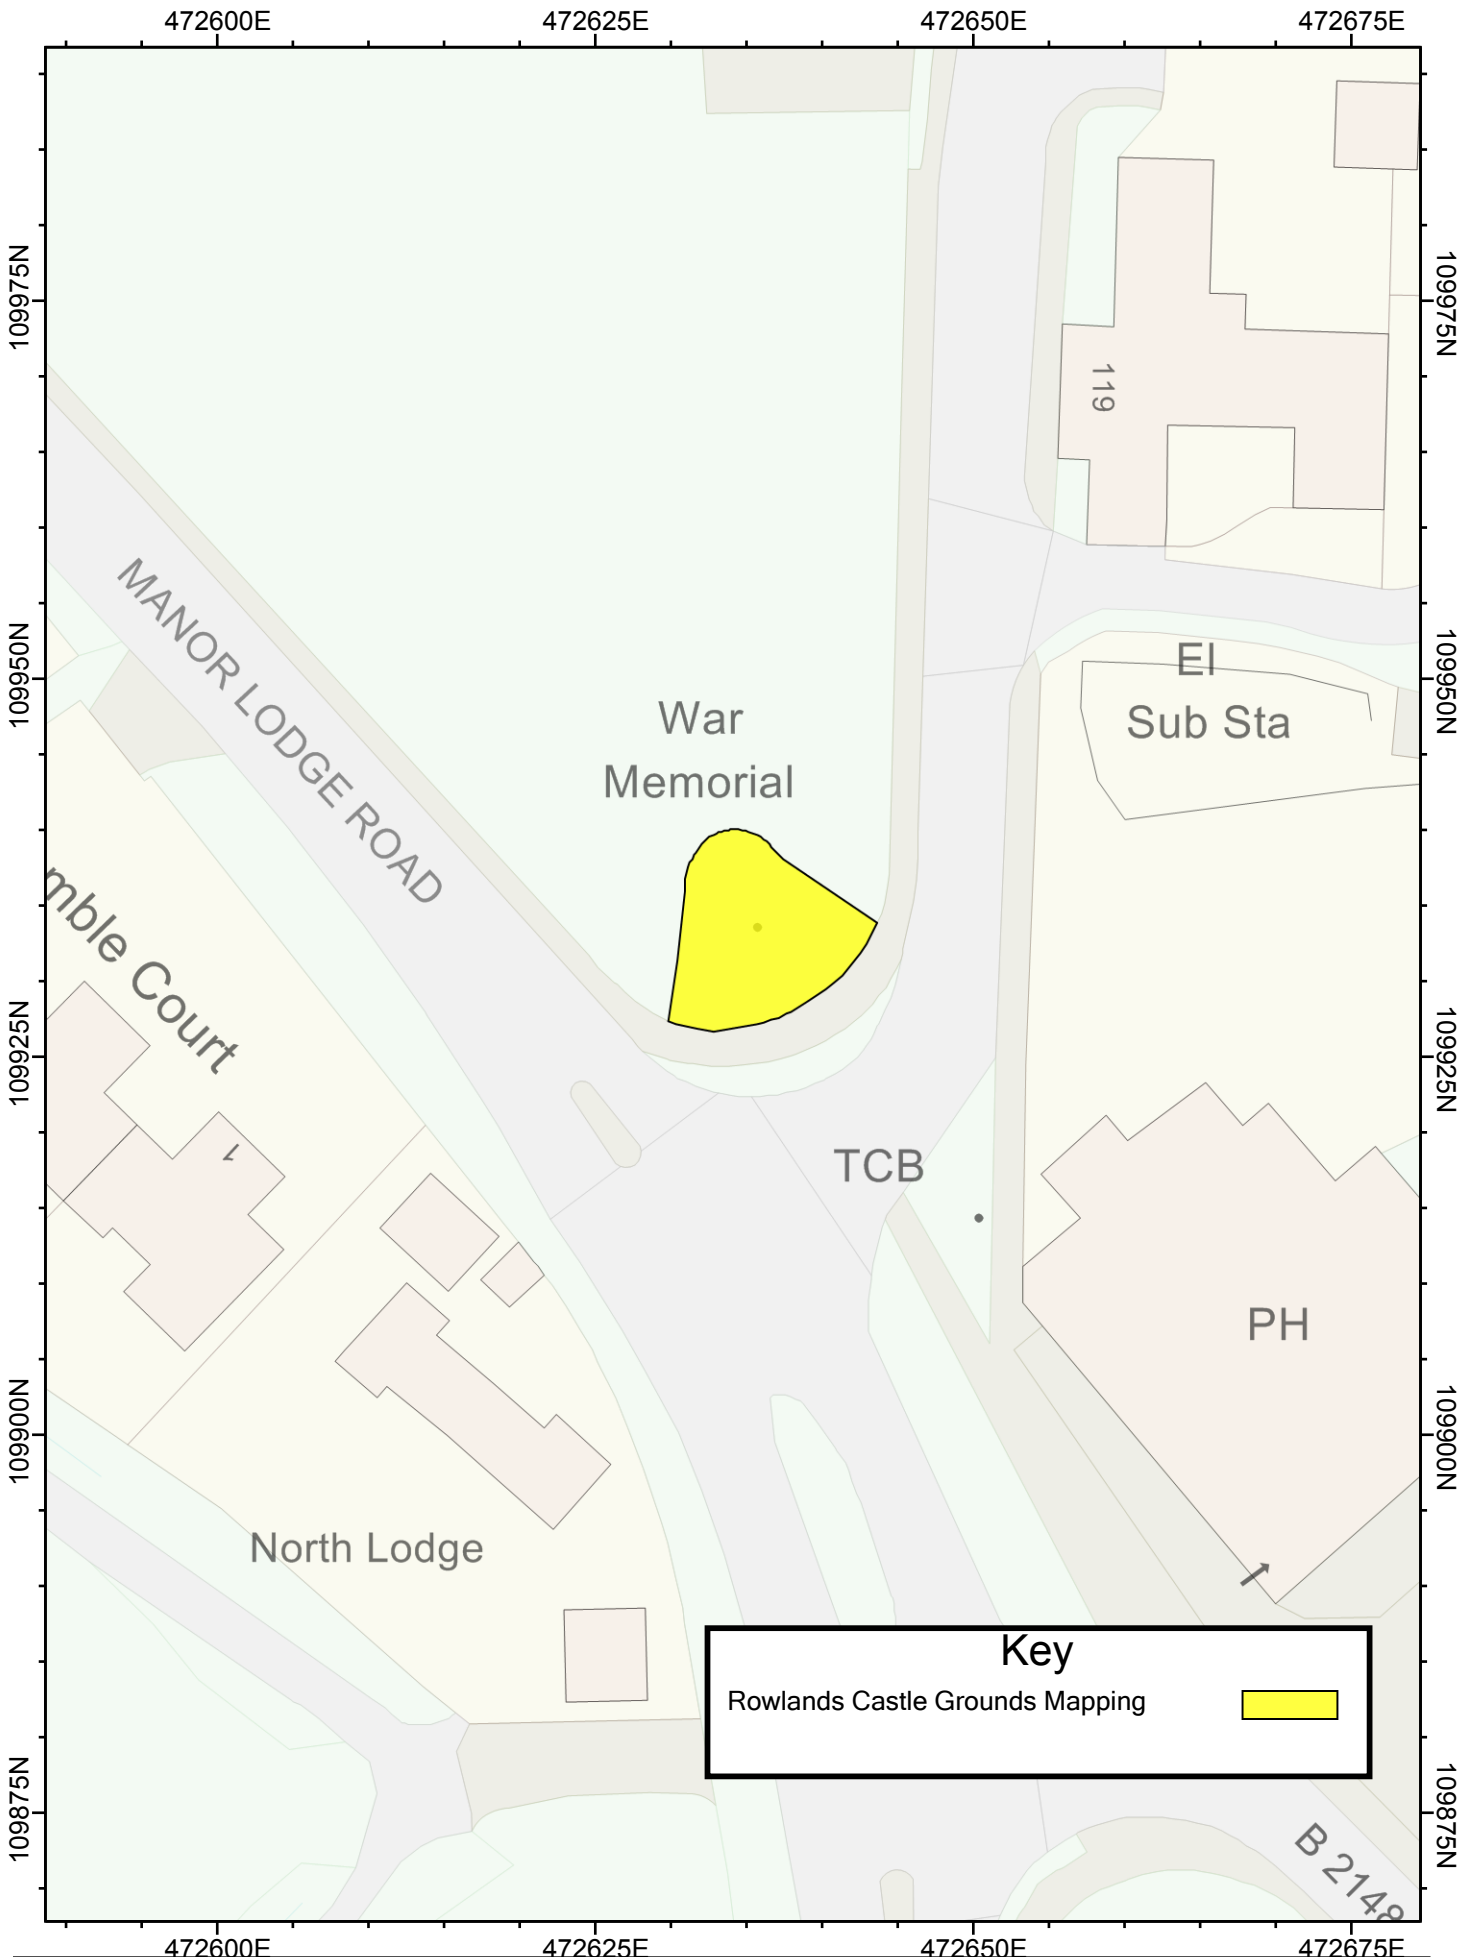 472600E 472625E 472650E 472675E
109975N
109975N
119
MANOR LODGE ROAD
109950N
109950N
El
Sub Sta
War
Memorial
mble Court
109925N
109925N
1
TCB
PH
109900N
109900N
North Lodge
Key
Rowlands Castle Grounds Mapping
109875N
109875N
B 2148
472600E 472625E 472650E 472675E